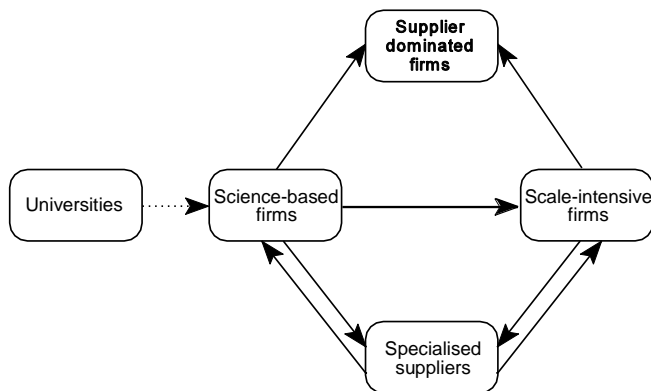 Supplier
dominated
firms
Universities
Science-based
firms
Scale-intensive
firms
Specialised
suppliers